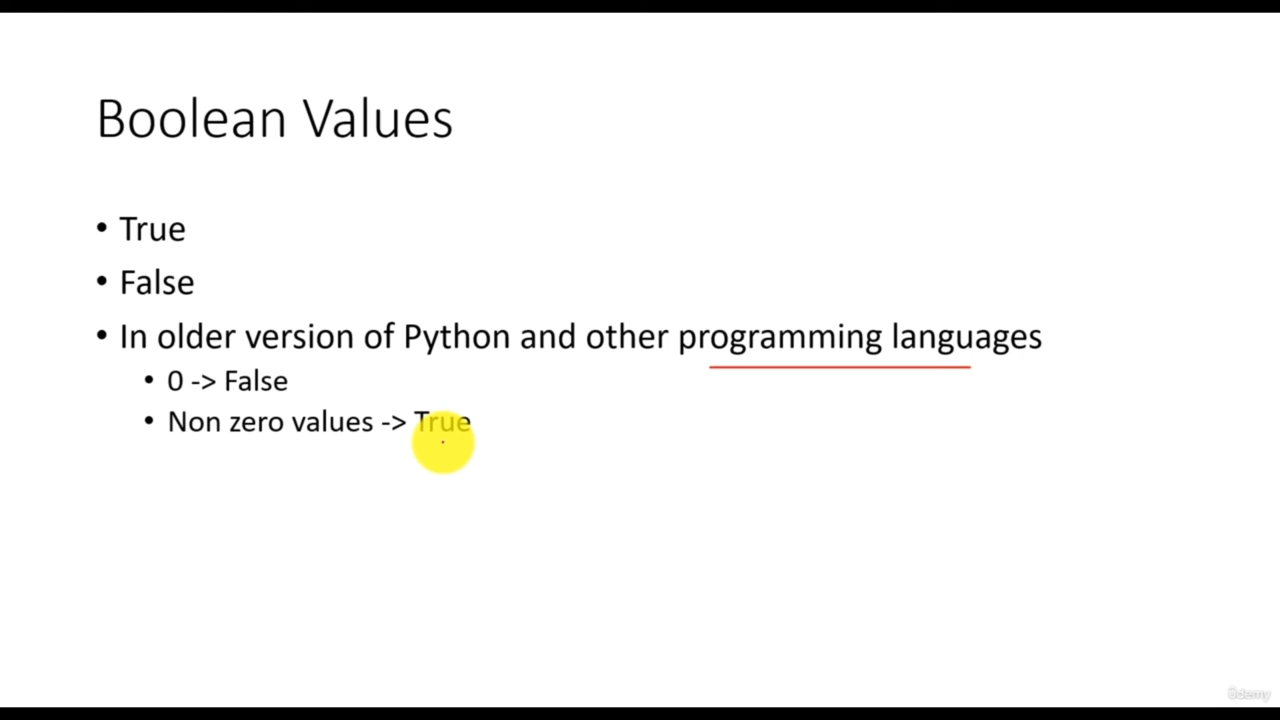 Boolean Values
• True
• False
• In older version of Python and other programming languages
• 0 -> False
• Non zero values -> True
ûdemy